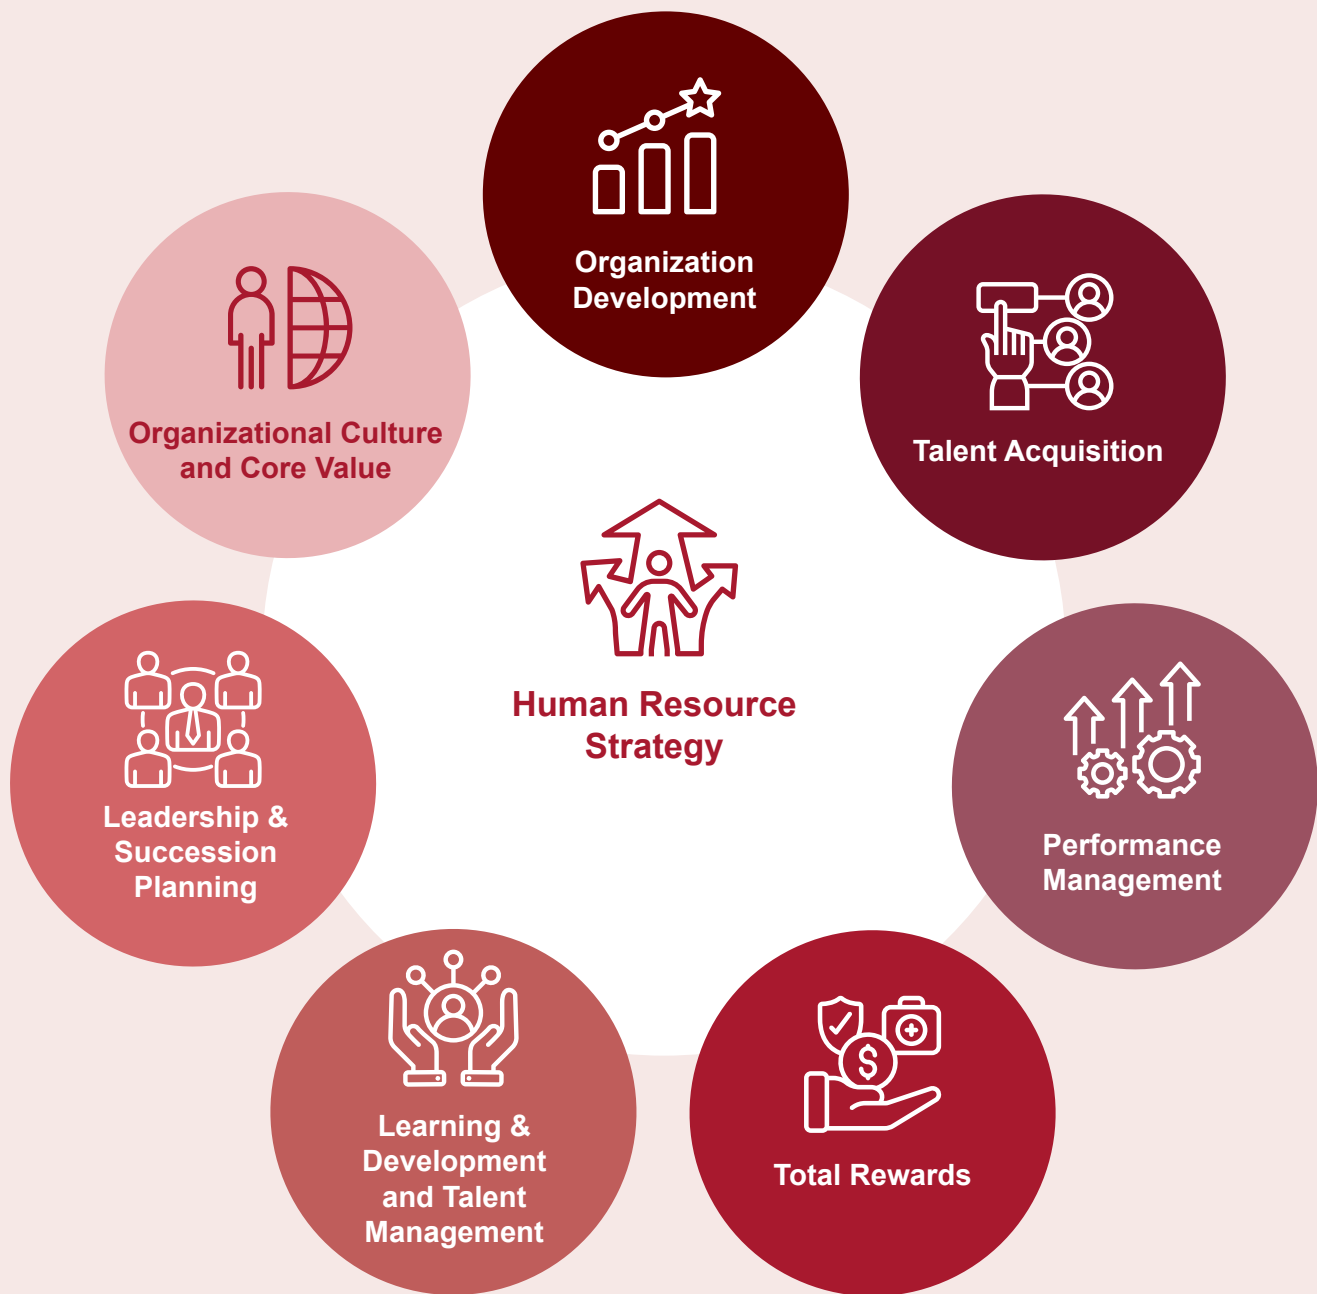 Organization
Development
Talent Acquisition
Performance
Management
Total Rewards
Learning &
Development
and Talent
Management
Leadership &
Succession
Planning
Organizational Culture
and Core Value
Human Resource
Strategy